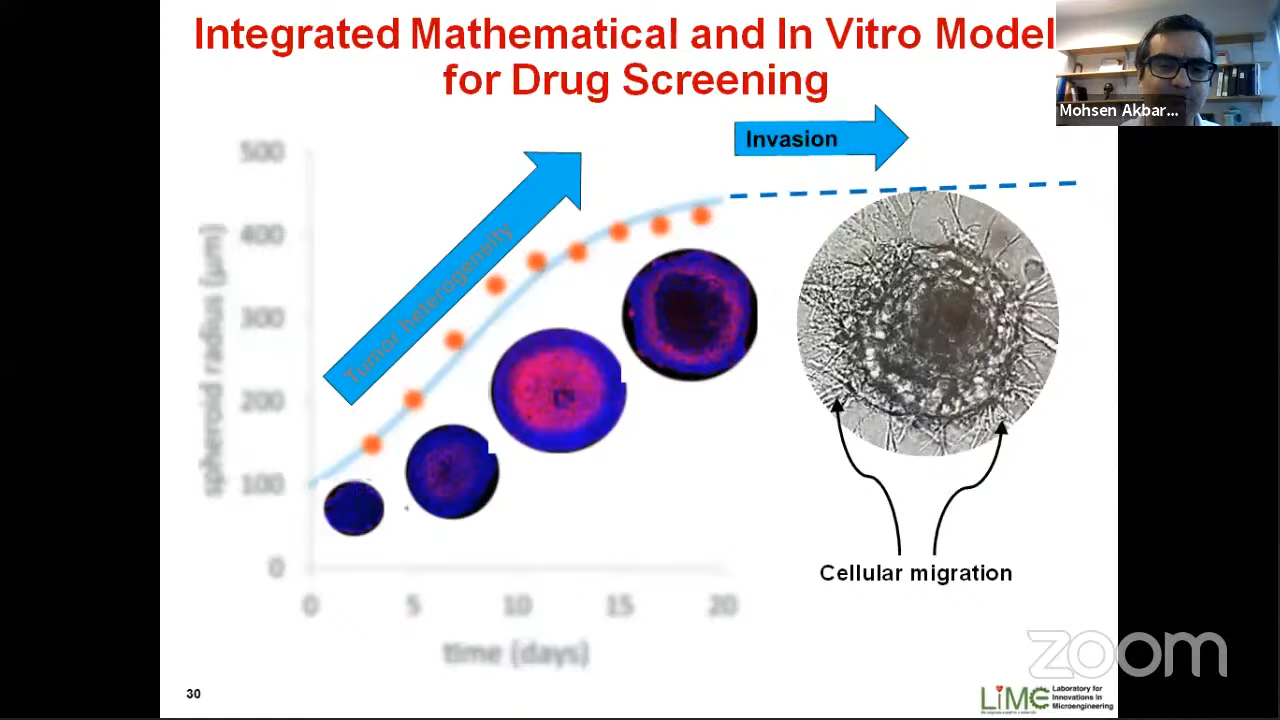 Integrated Mathematical and In Vitro Model
for Drug Screening
Mohsen Akbar...
Invasion
Tumor heterogeneity
500
400
300
200
100
0
spheroid radius (µm)
0 5 10 15 20
time (days)
Cellular migration
zoom
30
LiME
Laboratory for
Innovations in
Microengineering